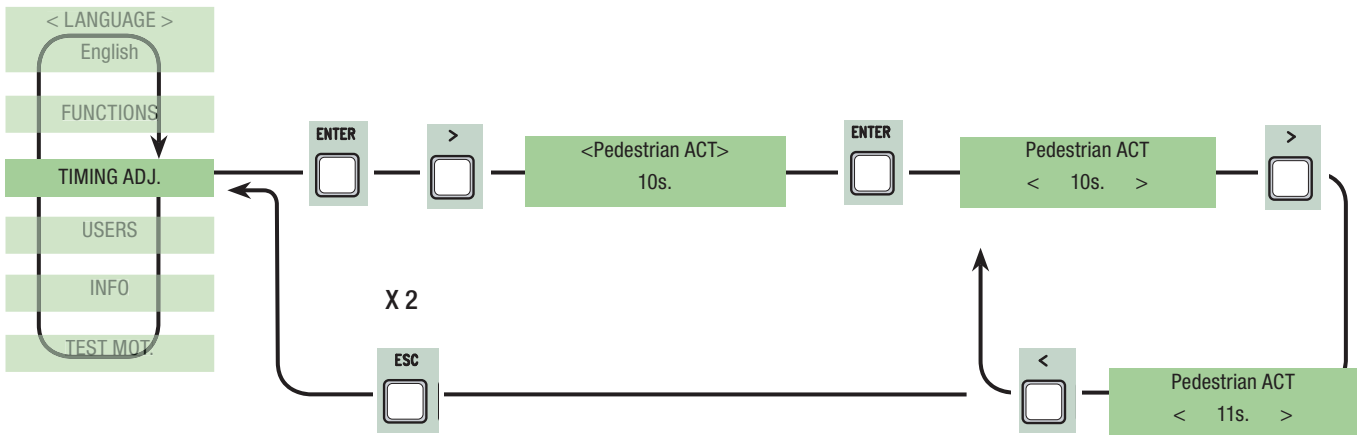 < LANGUAGE >
English
FUNCTIONS
TIMING ADJ.
USERS
INFO
TEST MOT.
ENTER
>
<Pedestrian ACT>
10s.
ENTER
Pedestrian ACT
< 10s. >
>
X 2
ESC
<
Pedestrian ACT
< 11s. >